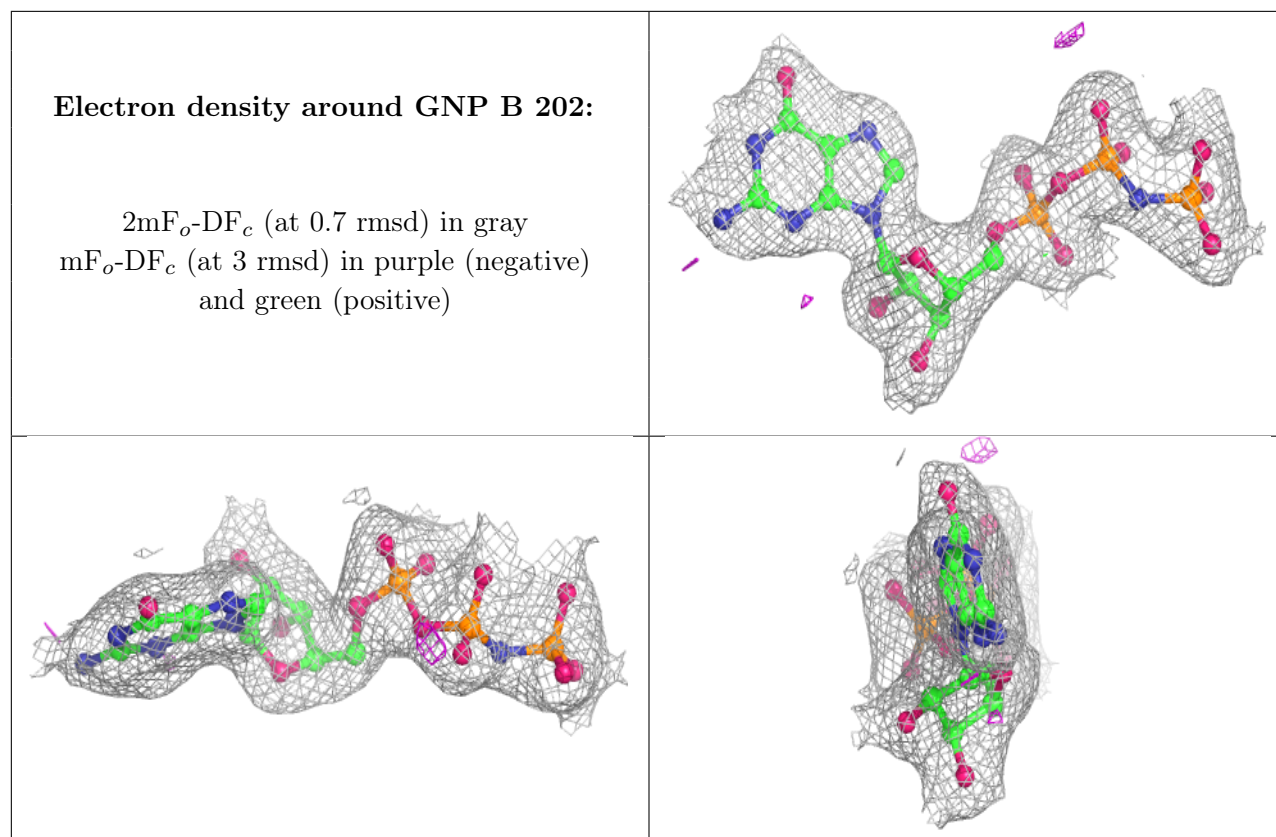 Electron density around GNP B 202:
2mFo-DFc (at 0.7 rmsd) in gray
mFo-DFc (at 3 rmsd) in purple (negative)
and green (positive)